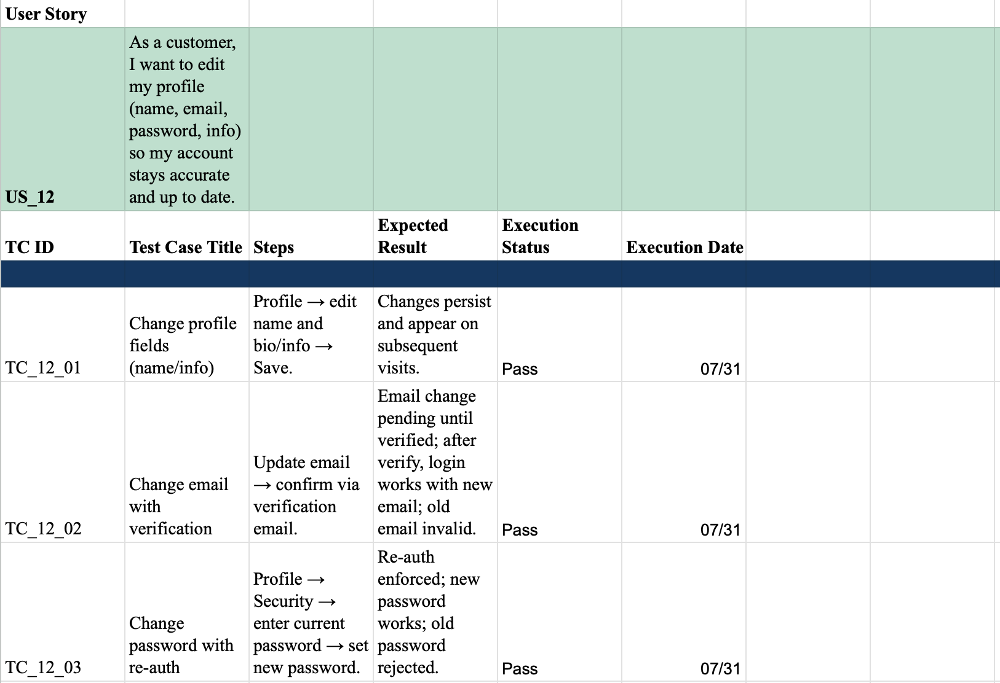 User Story
US_12
As a customer,
I want to edit
my profile
(name, email,
password, info)
so my account
stays accurate
and up to date.
TC ID
Test Case Title
Steps
Expected
Result
Execution
Status
Execution Date
TC_12_01
Change profile
fields
(name/info)
Profile → edit
name and
bio/info →
Save.
Changes persist
and appear on
subsequent
visits.
Pass
07/31
TC_12_02
Change email
with
verification
Update email
→ confirm via
verification
email.
Email change
pending until
verified; after
verify, login
works with new
email; old
email invalid.
Pass
07/31
TC_12_03
Change
password with
re-auth
Profile →
Security →
enter current
password → set
new password.
Re-auth
enforced; new
password
works; old
password
rejected.
Pass
07/31